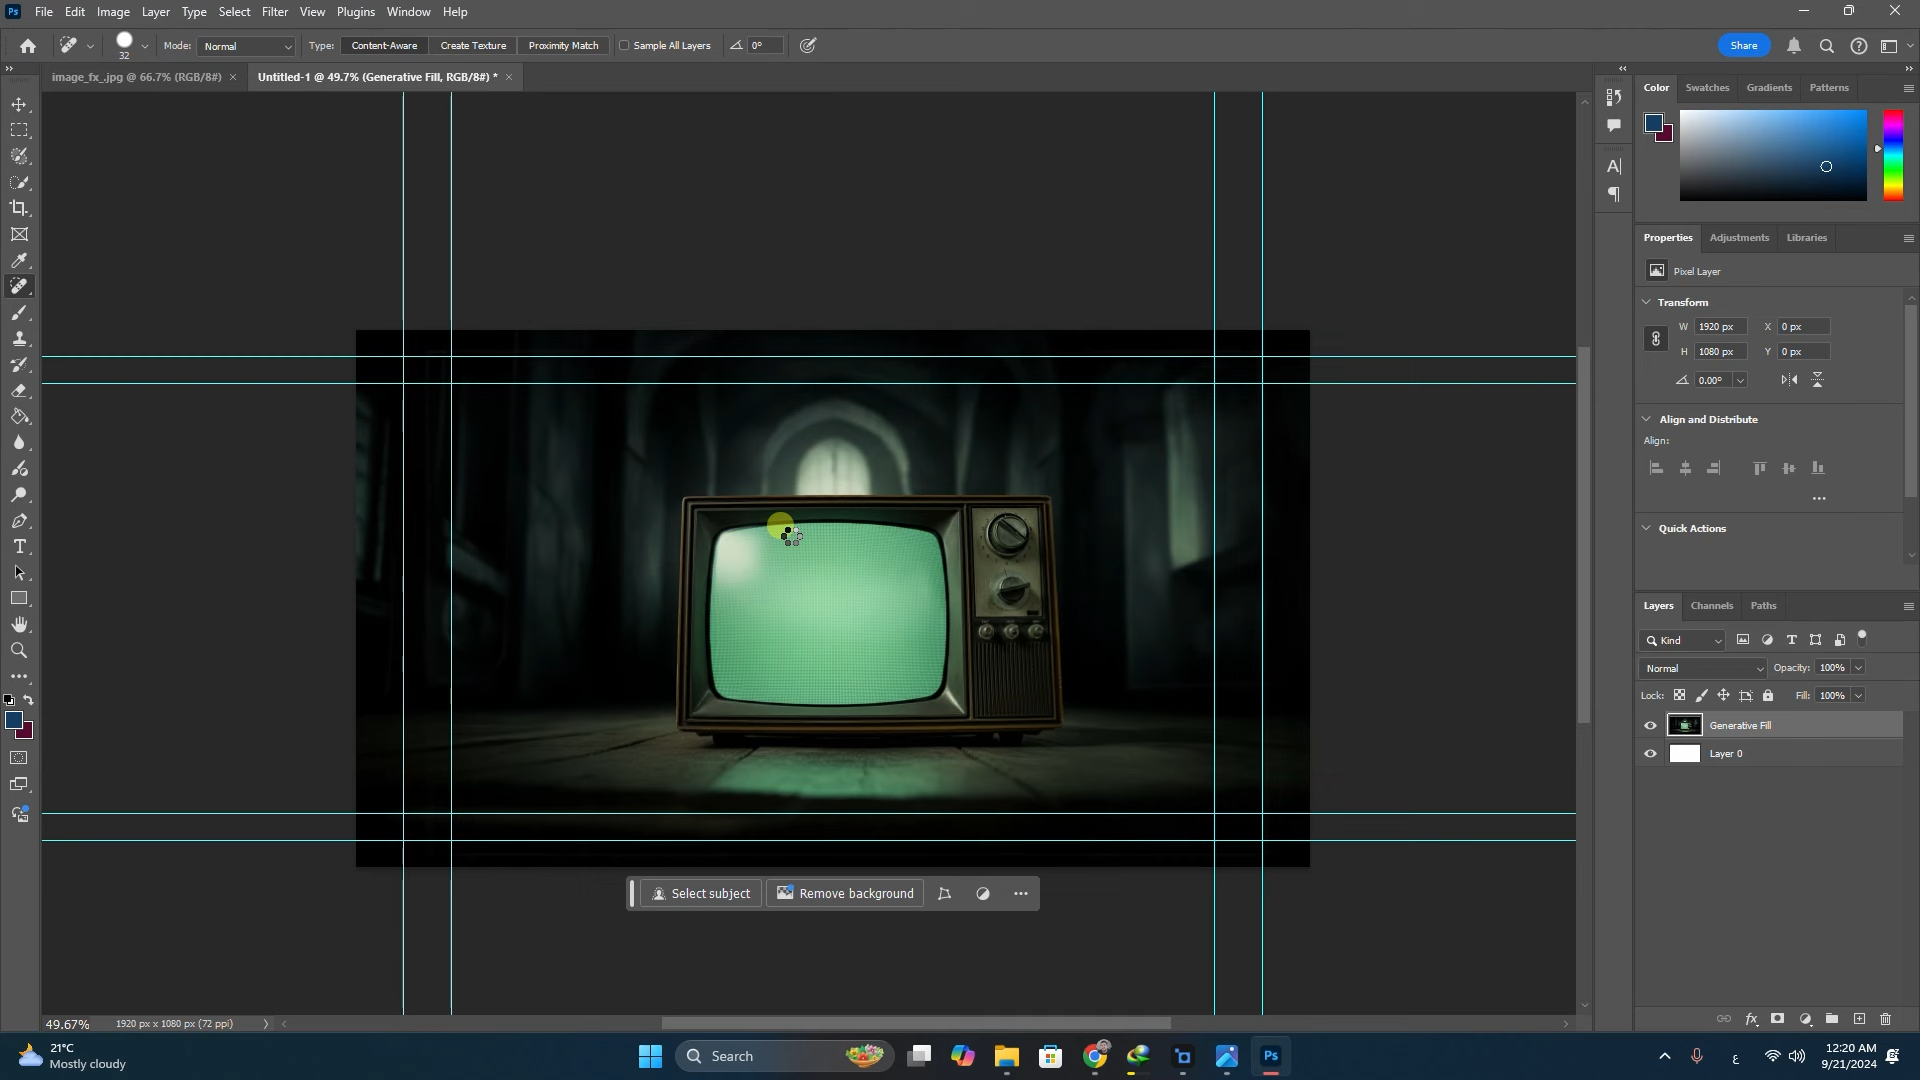 Ps File Edit Image Layer Type Select Filter View Plugins Window Help
32 Mode: Normal Type: Content-Aware Create Texture Proximity Match Sample All Layers 0° Share
image_fx_.jpg @ 66.7% (RGB/8#) × Untitled-1 @ 49.7% (Generative Fill, RGB/8#) * ×
Color Swatches Gradients Patterns
Properties Adjustments Libraries
Pixel Layer
Transform
W 1920 px X 0 px
H 1080 px Y 0 px
0.00°
Align and Distribute
Align:
Quick Actions
Layers Channels Paths
Kind
Normal Opacity: 100%
Lock: Fill: 100%
Generative Fill
Layer 0
Select subject Remove background
49.67% 1920 px x 1080 px (72 ppi)
21°C
Mostly cloudy
Search
Ps
ع
12:20 AM
9/21/2024